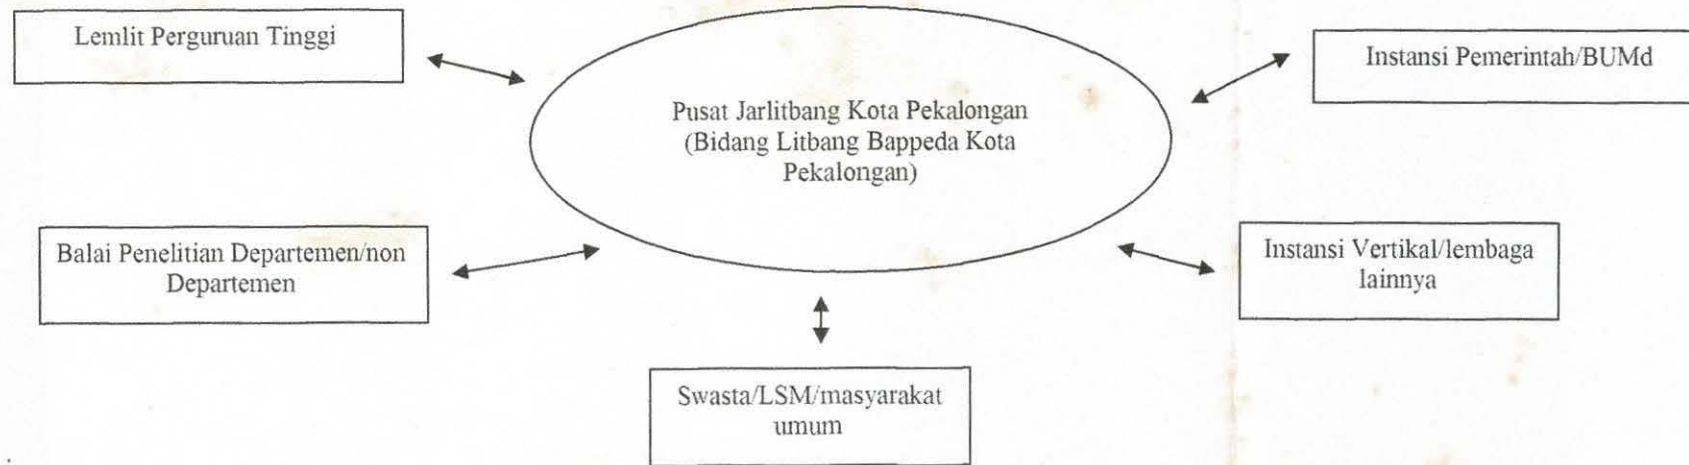 Lemlit Perguruan Tinggi
Pusat Jarlitbang Kota Pekalongan
(Bidang Litbang Bappeda Kota
Pekalongan)
Instansi Pemerintah/BUMd
Balai Penelitian Departemen/non
Departemen
Instansi Vertikal/lembaga
lainnya
Swasta/LSM/masyarakat
umum